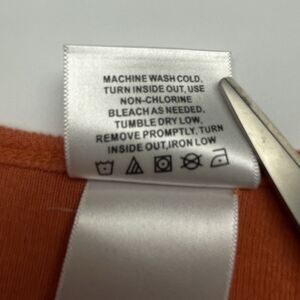 MACHINE WASH COLD,
TURN INSIDE OUT, USE
NON-CHLORINE
BLEACH AS NEEDED,
TUMBLE DRY LOW,
REMOVE PROMPTLY, TURN
INSIDE OUT, IRON LOW